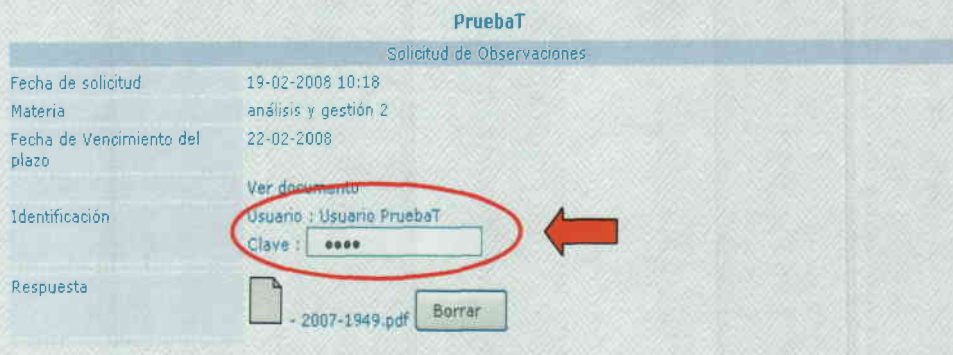 PruebaT
Solicitud de Observaciones
Fecha de solicitud 19-02-2008 10:18
Materia análisis y gestión 2
Fecha de Vencimiento del plazo 22-02-2008
Ver documento
Identificación Usuario : Usuario PruebaT
Clave : ••••
Respuesta - 2007-1949.pdf Borrar